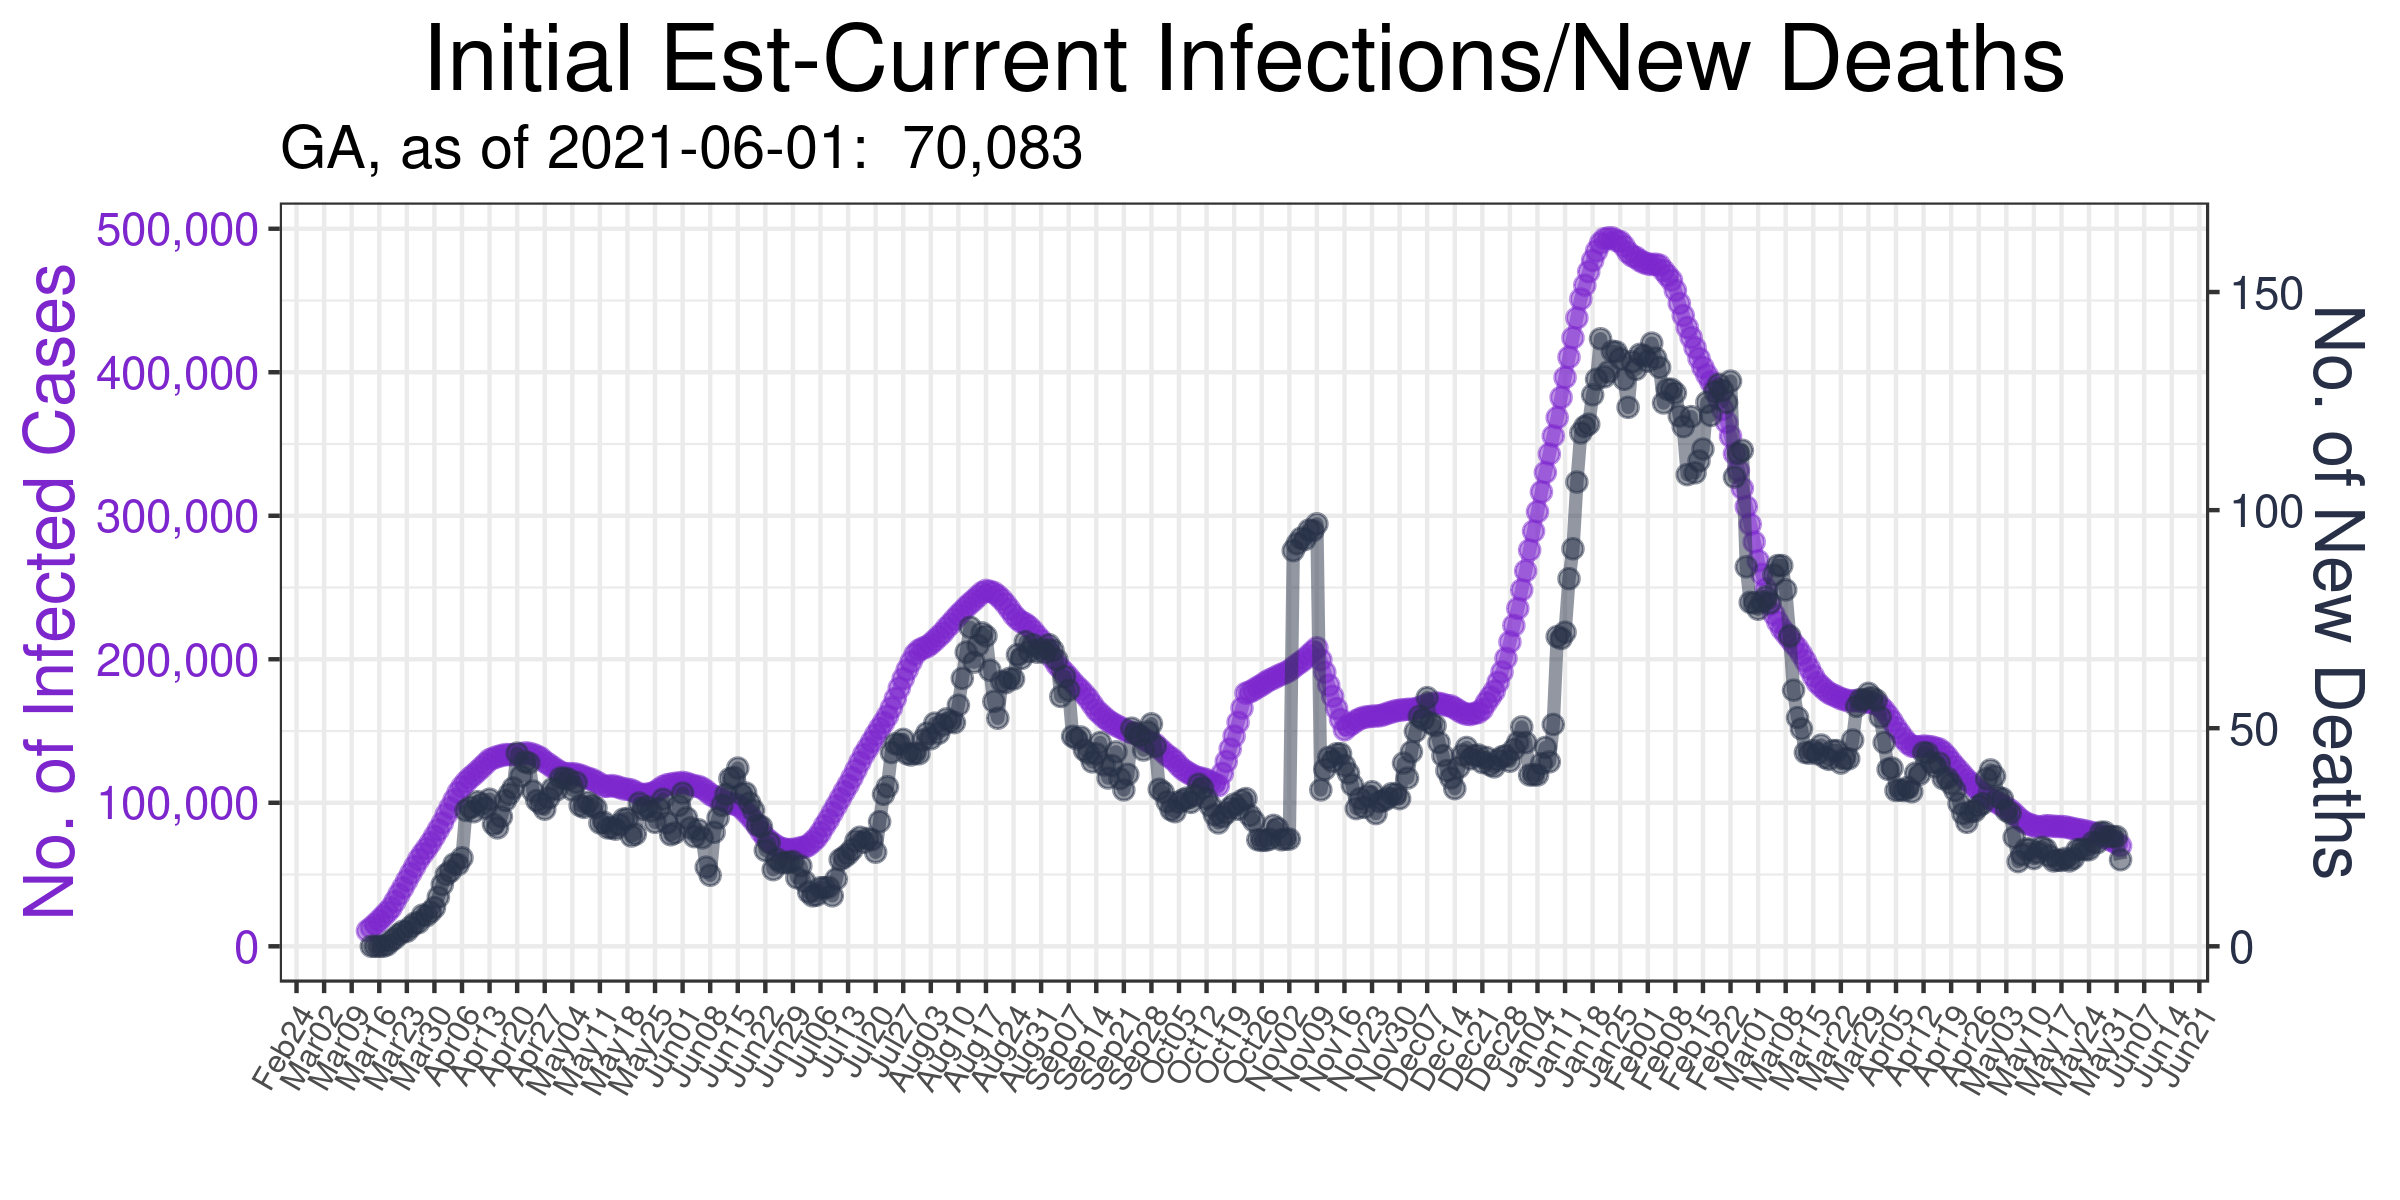 Initial Est-Current Infections/New Deaths
GA, as of 2021-06-01:  70,083
No. of Infected Cases
500,000
400,000
300,000
200,000
100,000
0
150
100
50
0
No. of New Deaths
Feb24
Mar02
Mar09
Mar16
Mar23
Mar30
Apr06
Apr13
Apr20
Apr27
May04
May11
May18
May25
Jun01
Jun08
Jun15
Jun22
Jun29
Jul06
Jul13
Jul20
Jul27
Aug03
Aug10
Aug17
Aug24
Aug31
Sep07
Sep14
Sep21
Sep28
Oct05
Oct12
Oct19
Oct26
Nov02
Nov09
Nov16
Nov23
Nov30
Dec07
Dec14
Dec21
Dec28
Jan04
Jan11
Jan18
Jan25
Feb01
Feb08
Feb15
Feb22
Mar01
Mar08
Mar15
Mar22
Mar29
Apr05
Apr12
Apr19
Apr26
May03
May10
May17
May24
May31
Jun07
Jun14
Jun21